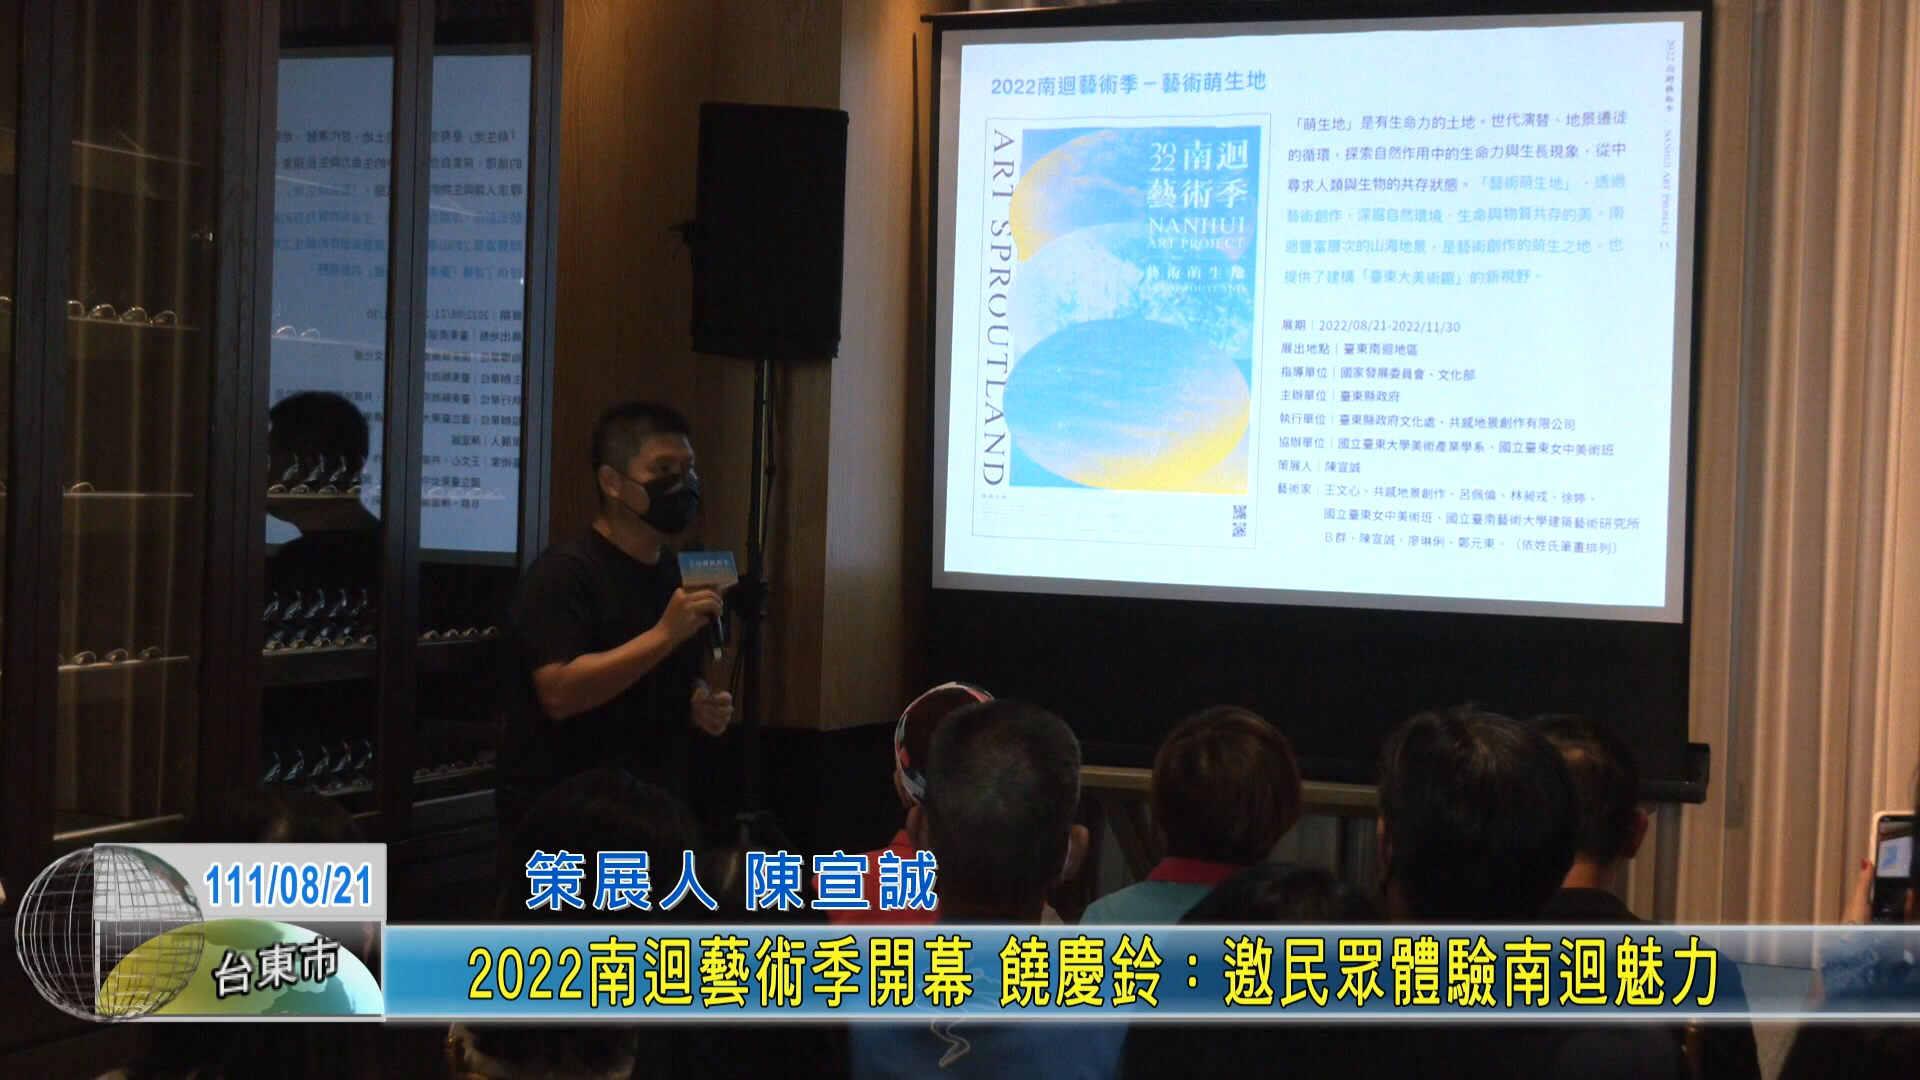 2022南迴藝術季－藝術萌生地
「萌生地」是有生命力的土地。世代演替、地景遷徙
的循環，探索自然作用中的生命力與生長現象，從中
尋求人類與生物的共存狀態。「藝術萌生地」，透過
藝術創作，深掘自然環境、生命與物質共存的美。南
迴豐富層次的山海地景，是藝術創作的萌生之地、也
提供了建構「臺東大美術館」的新視野。
展期｜2022/08/21-2022/11/30
展出地點｜臺東南迴地區
指導單位｜國家發展委員會、文化部
主辦單位｜臺東縣政府
執行單位｜臺東縣政府文化處、共感地景創作有限公司
協辦單位｜國立臺東大學美術產業學系、國立臺東女中美術班
策展人｜陳宣誠
藝術家｜王文心、共感地景創作、呂佩倫、林昶戎、徐婷、
國立臺東女中美術班、國立臺南藝術大學建築藝術研究所
B群、陳宣誠、廖琳俐、鄭元東。（依姓氏筆畫排列）
ART SPROUTLAND
2022 南迴
藝術季
NANHUI
ART PROJECT
藝術萌生地
ART SPROUTLAND
2022 南迴藝術季 NANHUI ART PROJECT 11
策展人 陳宣誠
111/08/21
台東市
2022南迴藝術季開幕 饒慶鈴：邀民眾體驗南迴魅力